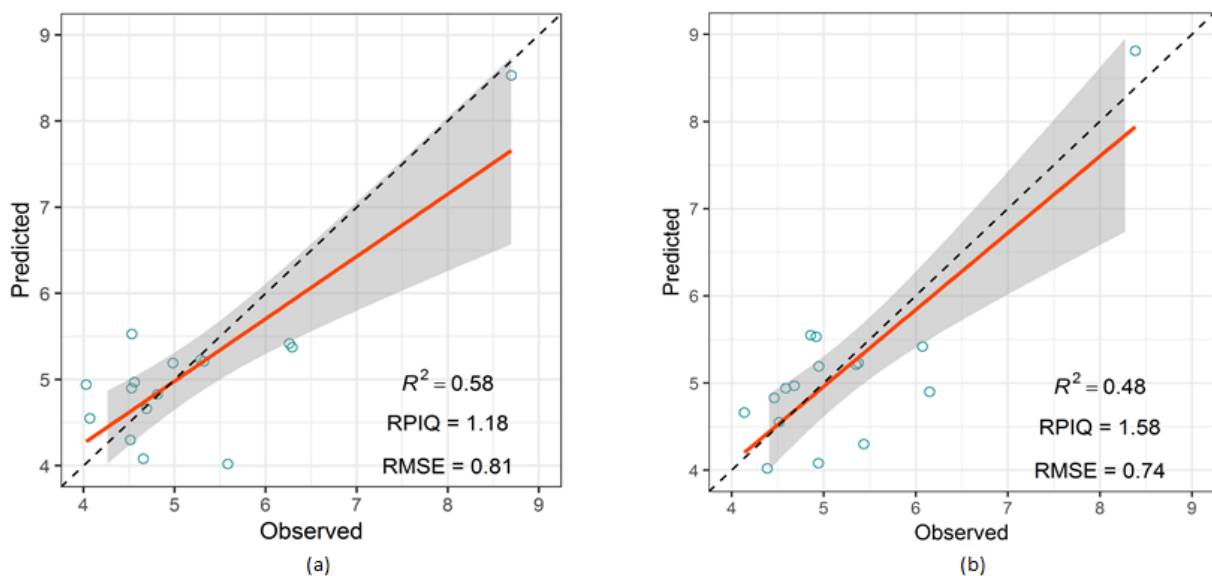 9
8
7
6
5
4
Predicted
R² = 0.58
RPIQ = 1.18
RMSE = 0.81
4 5 6 7 8 9
Observed
(a)
9
8
7
6
5
4
Predicted
R² = 0.48
RPIQ = 1.58
RMSE = 0.74
4 5 6 7 8 9
Observed
(b)